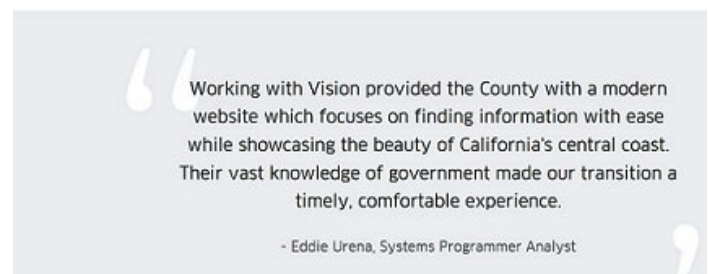 Working with Vision provided the County with a modern
website which focuses on finding information with ease
while showcasing the beauty of California's central coast.
Their vast knowledge of government made our transition a
timely, comfortable experience.
- Eddie Urena, Systems Programmer Analyst